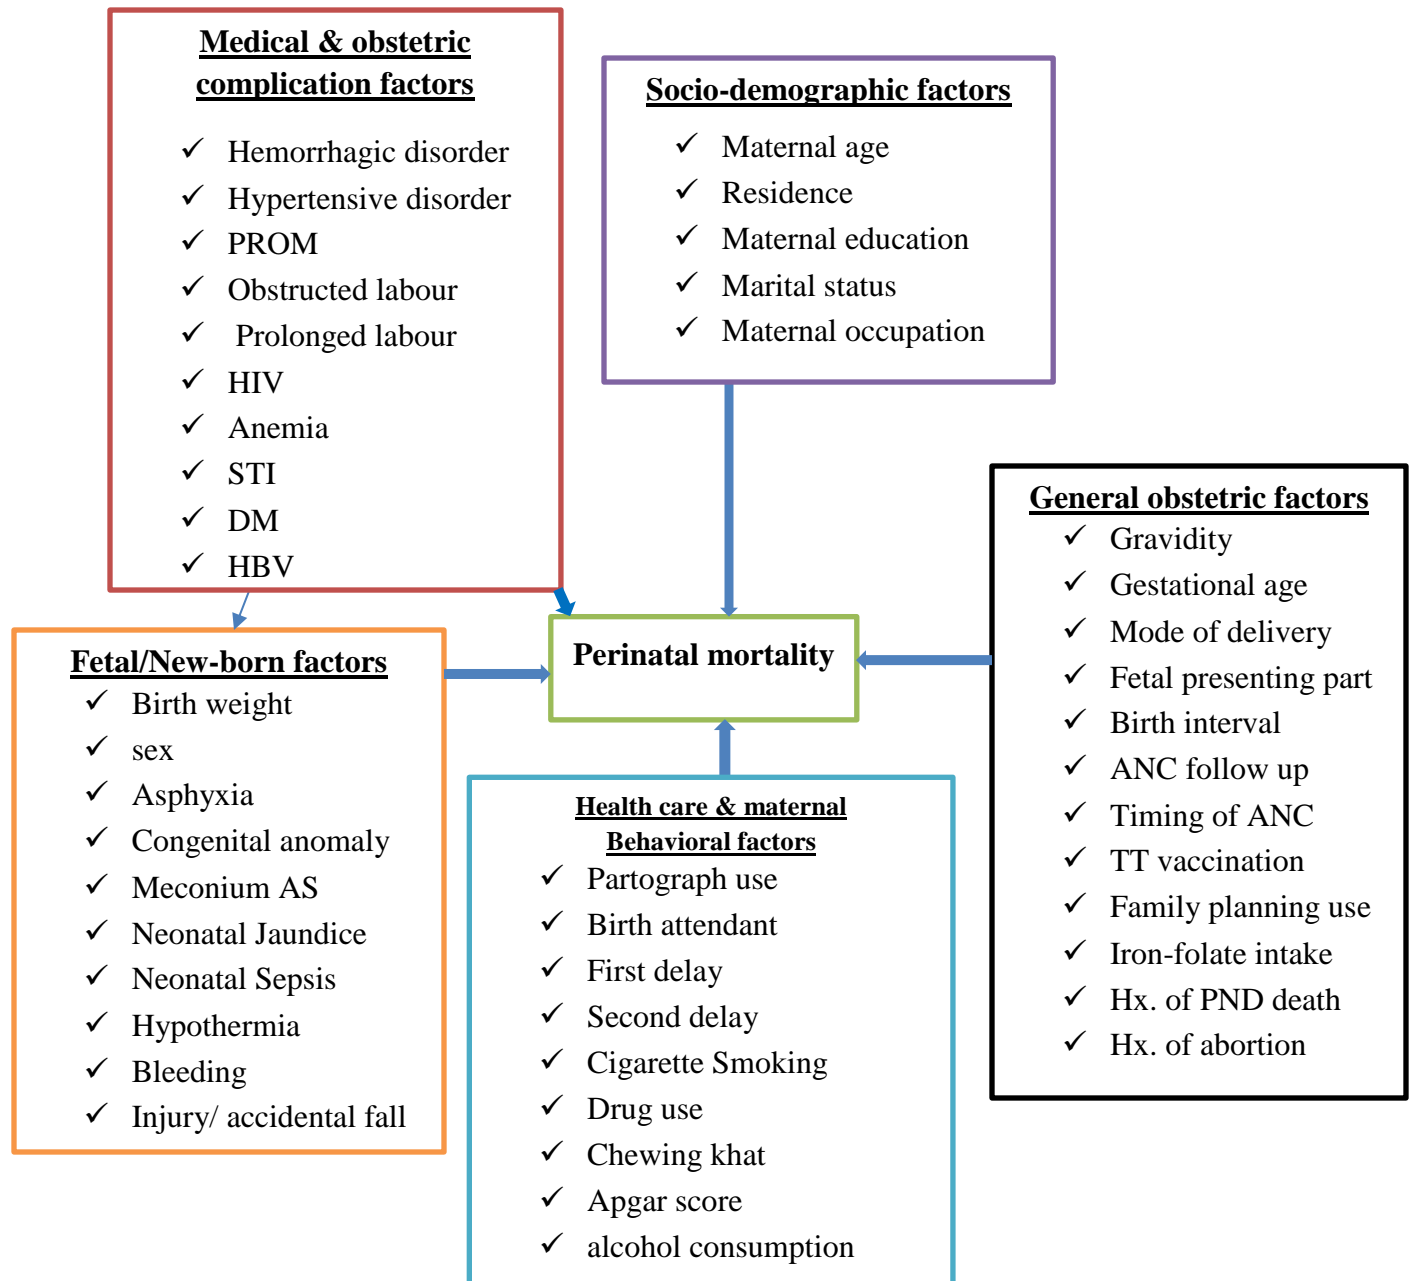 Medical & obstetric
complication factors
Hemorrhagic disorder
Hypertensive disorder
PROM
Obstructed labour
Prolonged labour
HIV
Anemia
STI
DM
HBV
Socio-demographic factors
Maternal age
Residence
Maternal education
Marital status
Maternal occupation
General obstetric factors
Gravidity
Gestational age
Mode of delivery
Fetal presenting part
Birth interval
ANC follow up
Timing of ANC
TT vaccination
Family planning use
Iron-folate intake
Hx. of PND death
Hx. of abortion
Perinatal mortality
Fetal/New-born factors
Birth weight
sex
Asphyxia
Congenital anomaly
Meconium AS
Neonatal Jaundice
Neonatal Sepsis
Hypothermia
Bleeding
Injury/ accidental fall
Health care & maternal
Behavioral factors
Partograph use
Birth attendant
First delay
Second delay
Cigarette Smoking
Drug use
Chewing khat
Apgar score
alcohol consumption